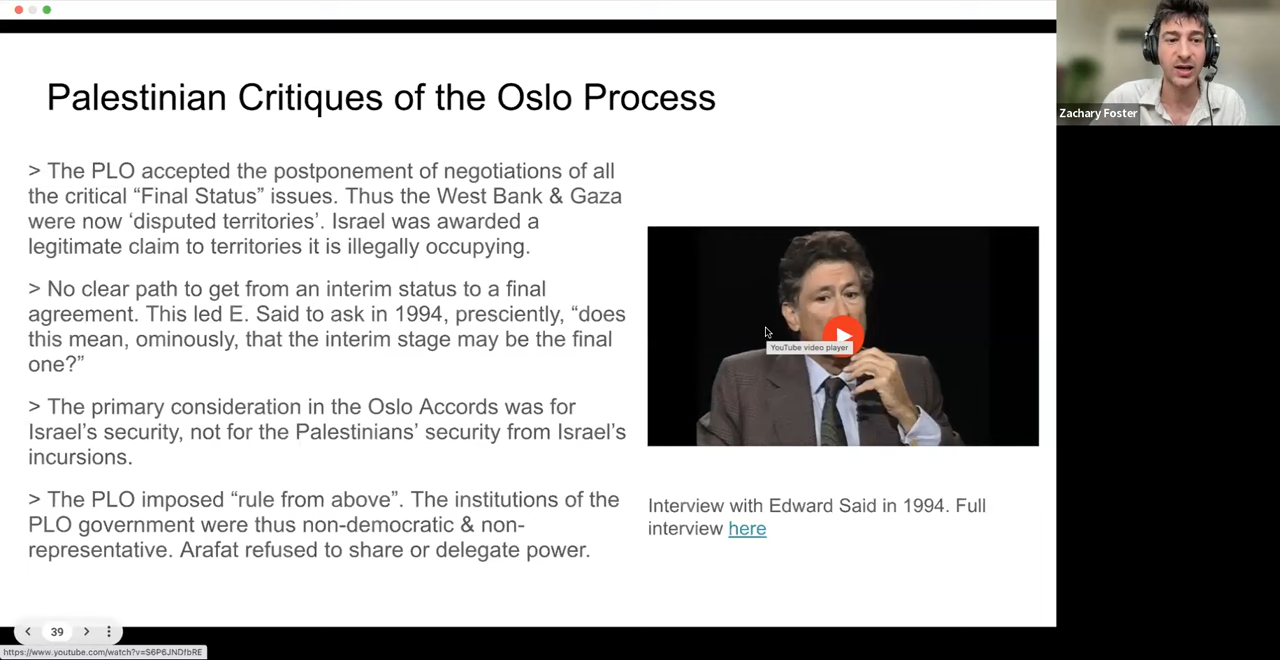 Palestinian Critiques of the Oslo Process
> The PLO accepted the postponement of negotiations of all
the critical “Final Status” issues. Thus the West Bank & Gaza
were now ‘disputed territories’. Israel was awarded a
legitimate claim to territories it is illegally occupying.
> No clear path to get from an interim status to a final
agreement. This led E. Said to ask in 1994, presciently, “does
this mean, ominously, that the interim stage may be the final
one?”
> The primary consideration in the Oslo Accords was for
Israel’s security, not for the Palestinians’ security from Israel’s
incursions.
> The PLO imposed “rule from above”. The institutions of the
PLO government were thus non-democratic & non-
representative. Arafat refused to share or delegate power.
YouTube video player
Interview with Edward Said in 1994. Full
interview here
Zachary Foster
39
https://www.youtube.com/watch?v=S6P6JNDfbRE